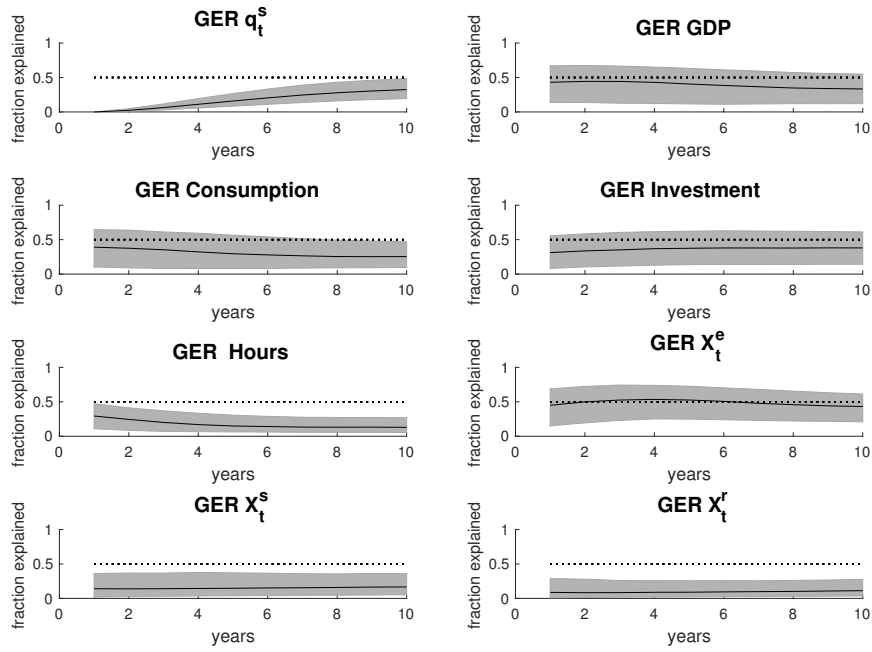 GER q_t^s
fraction explained
1
0.5
0
0 2 4 6 8 10
years
GER GDP
fraction explained
1
0.5
0
0 2 4 6 8 10
years
GER Consumption
fraction explained
1
0.5
0
0 2 4 6 8 10
years
GER Investment
fraction explained
1
0.5
0
0 2 4 6 8 10
years
GER Hours
fraction explained
1
0.5
0
0 2 4 6 8 10
years
GER X_t^e
fraction explained
1
0.5
0
0 2 4 6 8 10
years
GER X_t^s
fraction explained
1
0.5
0
0 2 4 6 8 10
years
GER X_t^r
fraction explained
1
0.5
0
0 2 4 6 8 10
years